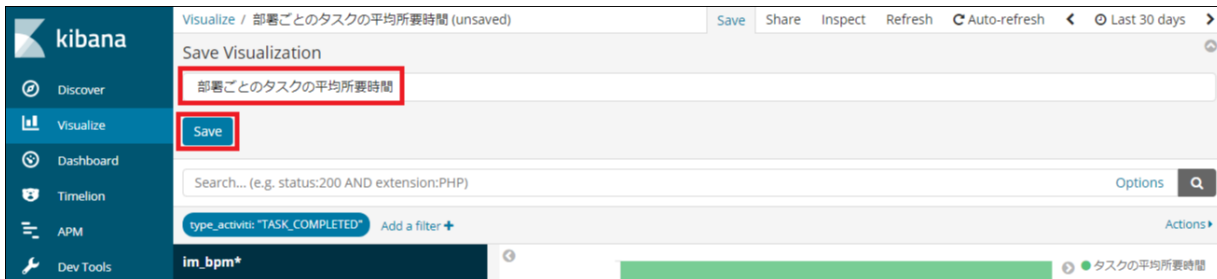 kibana
Discover
Visualize
Dashboard
Timelion
APM
Dev Tools
Visualize / 部署ごとのタスクの平均所要時間 (unsaved)
Save Share Inspect Refresh Auto-refresh Last 30 days
Save Visualization
部署ごとのタスクの平均所要時間
Save
Search... (e.g. status:200 AND extension:PHP) Options
type_activiti: "TASK_COMPLETED" Add a filter + Actions
im_bpm*
タスクの平均所要時間